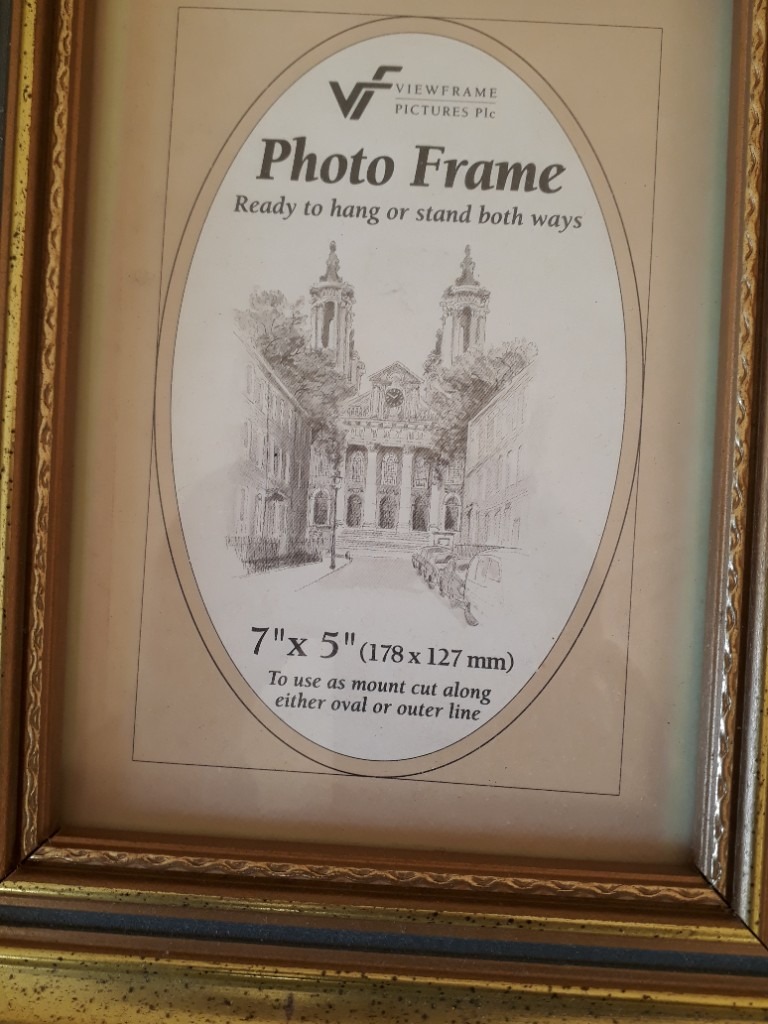 VF VIEWFRAME
PICTURES Plc
Photo Frame
Ready to hang or stand both ways
7"x 5" (178 x 127 mm)
To use as mount cut along
either oval or outer line